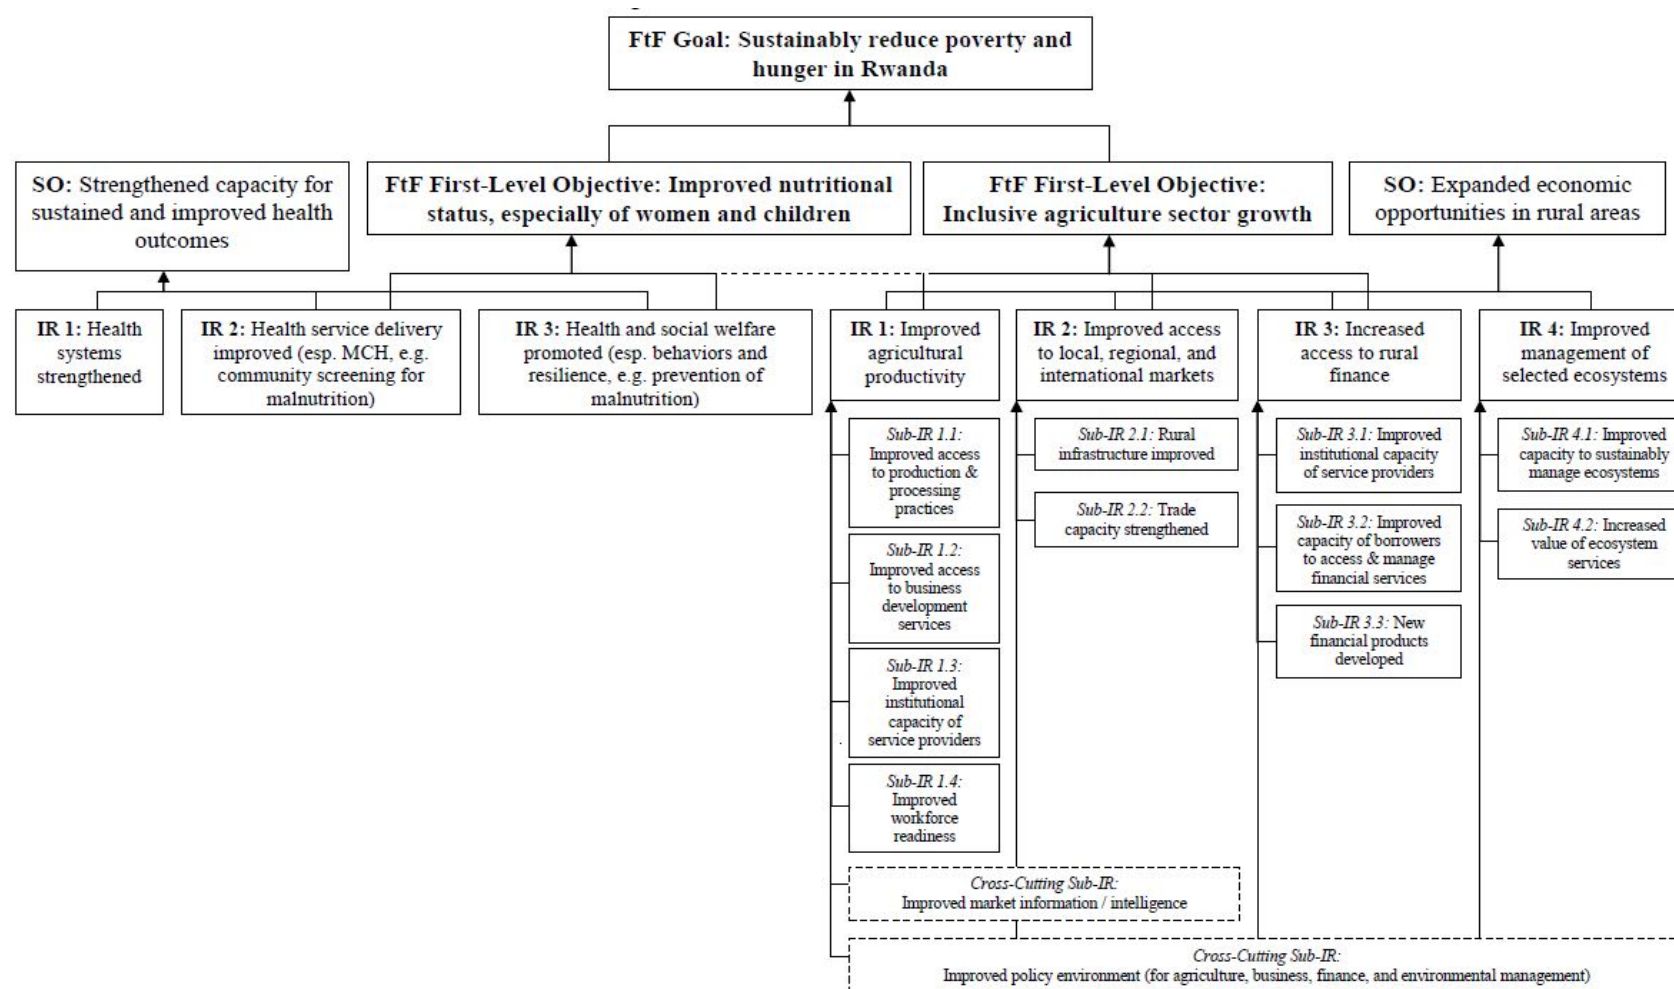 FtF Goal: Sustainably reduce poverty and
hunger in Rwanda
SO: Strengthened capacity for
sustained and improved health
outcomes
FtF First-Level Objective: Improved nutritional
status, especially of women and children
FtF First-Level Objective:
Inclusive agriculture sector growth
SO: Expanded economic
opportunities in rural areas
IR 1: Health
systems
strengthened
IR 2: Health service delivery
improved (esp. MCH, e.g.
community screening for
malnutrition)
IR 3: Health and social welfare
promoted (esp. behaviors and
resilience, e.g. prevention of
malnutrition)
IR 1: Improved
agricultural
productivity
IR 2: Improved access
to local, regional, and
international markets
IR 3: Increased
access to rural
finance
IR 4: Improved
management of
selected ecosystems
Sub-IR 1.1:
Improved access
to production &
processing
practices
Sub-IR 1.2:
Improved access
to business
development
services
Sub-IR 1.3:
Improved
institutional
capacity of
service providers
Sub-IR 1.4:
Improved
workforce
readiness
Sub-IR 2.1: Rural
infrastructure improved
Sub-IR 2.2: Trade
capacity strengthened
Sub-IR 3.1: Improved
institutional capacity
of service providers
Sub-IR 3.2: Improved
capacity of borrowers
to access & manage
financial services
Sub-IR 3.3: New
financial products
developed
Sub-IR 4.1: Improved
capacity to sustainably
manage ecosystems
Sub-IR 4.2: Increased
value of ecosystem
services
Cross-Cutting Sub-IR:
Improved market information / intelligence
Cross-Cutting Sub-IR:
Improved policy environment (for agriculture, business, finance, and environmental management)